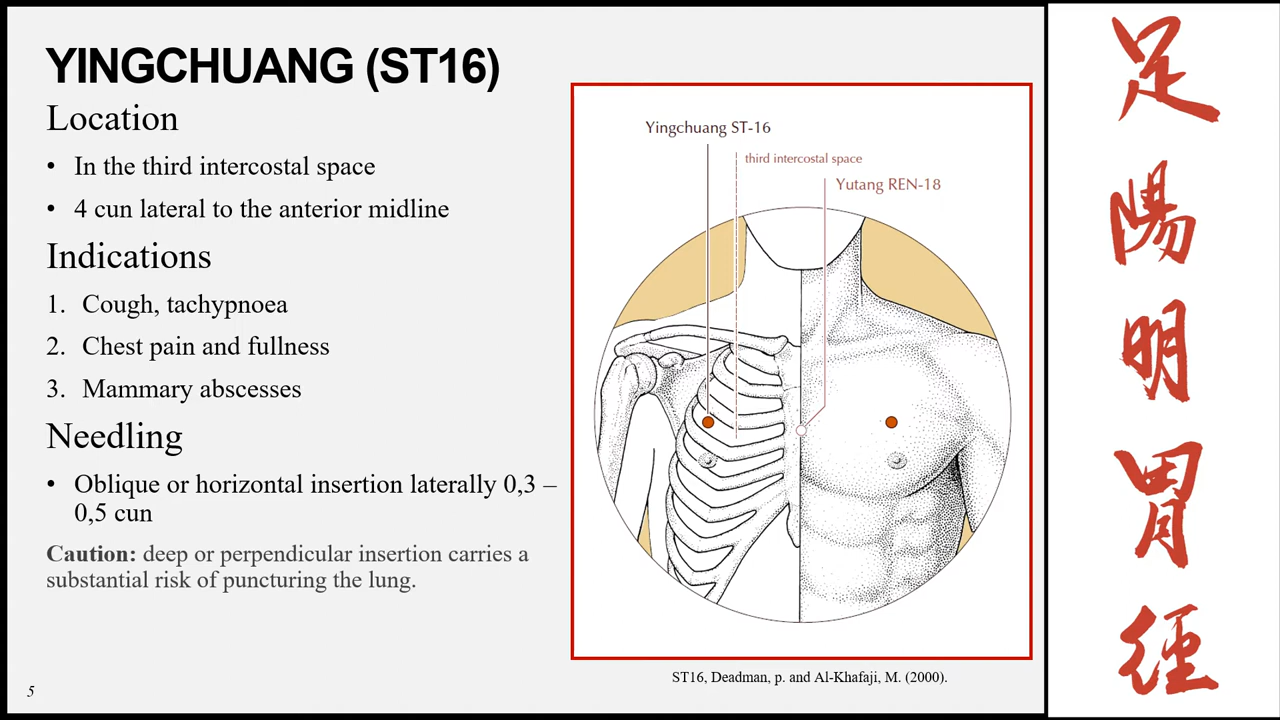 YINGCHUANG (ST16)
Location
• In the third intercostal space
• 4 cun lateral to the anterior midline
Indications
1. Cough, tachypnoea
2. Chest pain and fullness
3. Mammary abscesses
Needling
• Oblique or horizontal insertion laterally 0,3 –
0,5 cun
Caution: deep or perpendicular insertion carries a
substantial risk of puncturing the lung.
5
Yingchuang ST-16
third intercostal space
Yutang REN-18
ST16, Deadman, p. and Al-Khafaji, M. (2000).
足
陽
明
胃
經